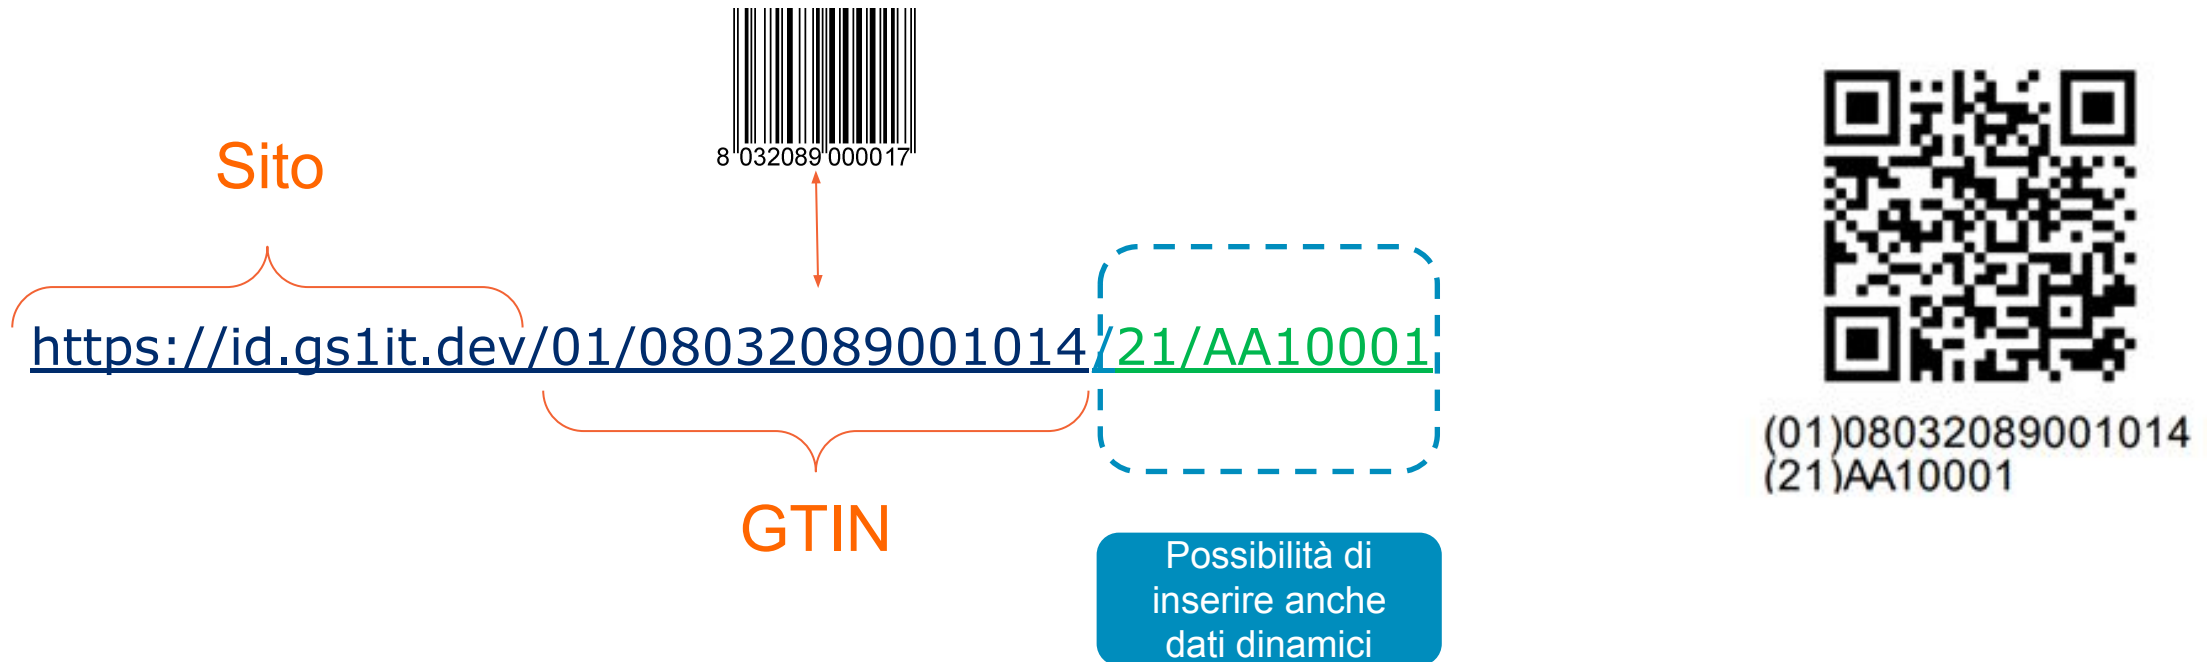 8 032089 000017
Sito
https://id.gs1it.dev/01/08032089001014/21/AA10001
GTIN
Possibilità di
inserire anche
dati dinamici
(01)08032089001014
(21)AA10001